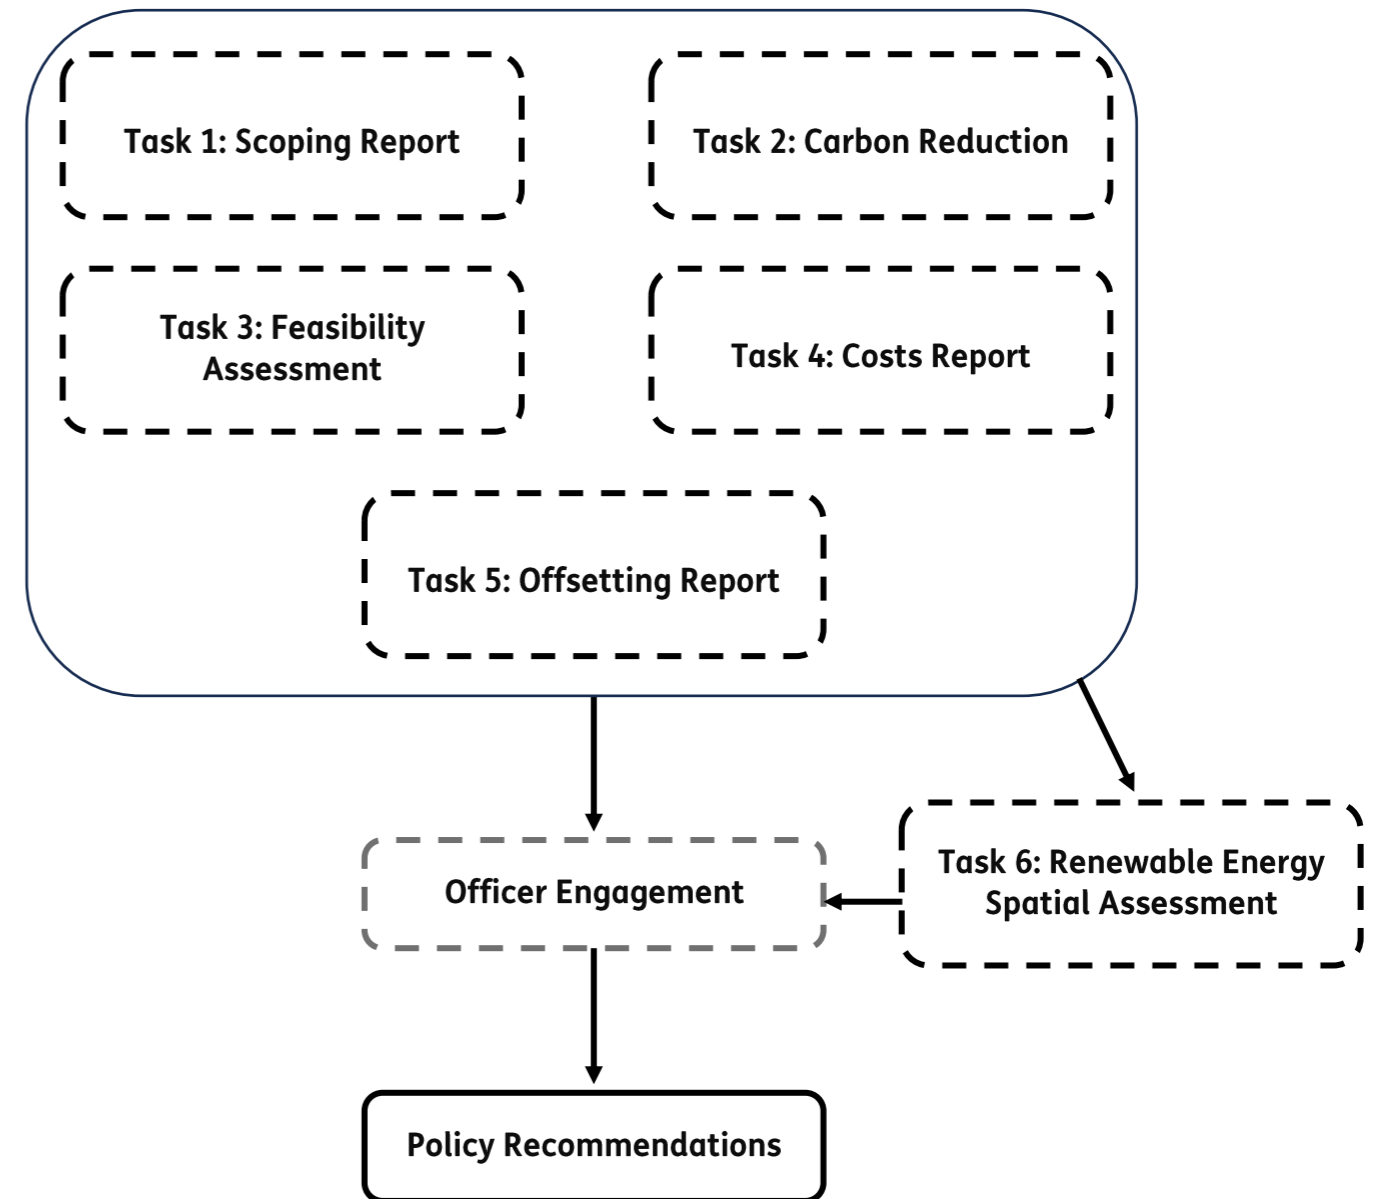 Task 1: Scoping Report
Task 2: Carbon Reduction
Task 3: Feasibility
Assessment
Task 4: Costs Report
Task 5: Offsetting Report
Officer Engagement
Task 6: Renewable Energy
Spatial Assessment
Policy Recommendations